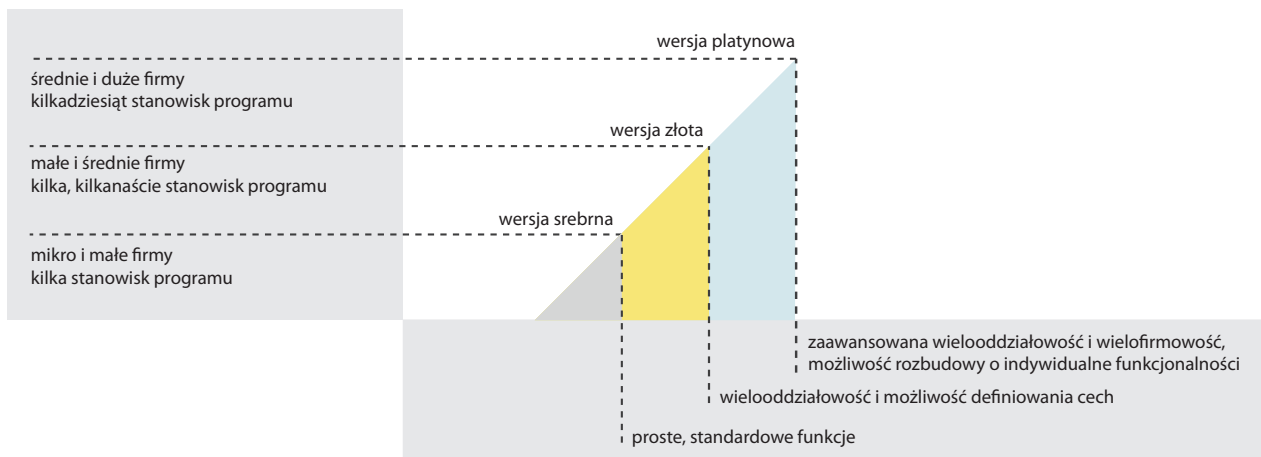 wersja platynowa
średnie i duże firmy
kilkadziesiąt stanowisk programu
wersja złota
małe i średnie firmy
kilka, kilkanaście stanowisk programu
wersja srebrna
mikro i małe firmy
kilka stanowisk programu
zaawansowana wielooddziałowość i wielofirmowość,
możliwość rozbudowy o indywidualne funkcjonalności
wielooddziałowość i możliwość definiowania cech
proste, standardowe funkcje